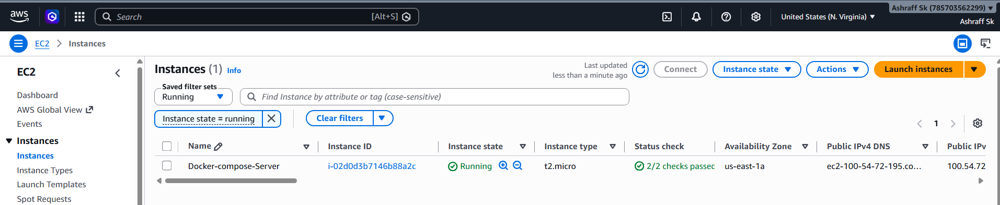 aws
Search [Alt+S]
United States (N. Virginia)
Ashraff Sk (785703562299)
Ashraff Sk
EC2 Instances
EC2
Dashboard
AWS Global View
Events
Instances
Instances
Instance Types
Launch Templates
Spot Requests
Instances (1) Info
Last updated
less than a minute ago
Connect
Instance state
Actions
Launch instances
Saved filter sets
Running
Find Instance by attribute or tag (case-sensitive)
Instance state = running
Clear filters
1
Name Instance ID Instance state Instance type Status check Availability Zone Public IPv4 DNS Public IPv
Docker-compose-Server i-02d0d3b7146b88a2c Running t2.micro 2/2 checks passec us-east-1a ec2-100-54-72-195.co... 100.54.72